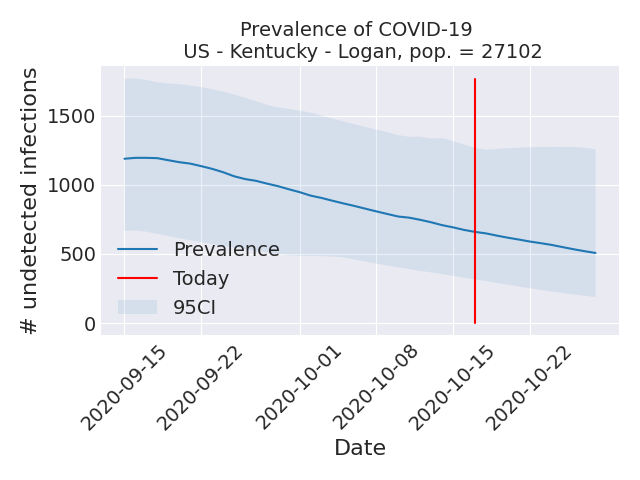 Prevalence of COVID-19
US - Kentucky - Logan, pop. = 27102
# undetected infections
1500
1000
500
0
Prevalence
Today
95CI
2020-09-15
2020-09-22
2020-10-01
2020-10-08
2020-10-15
2020-10-22
Date